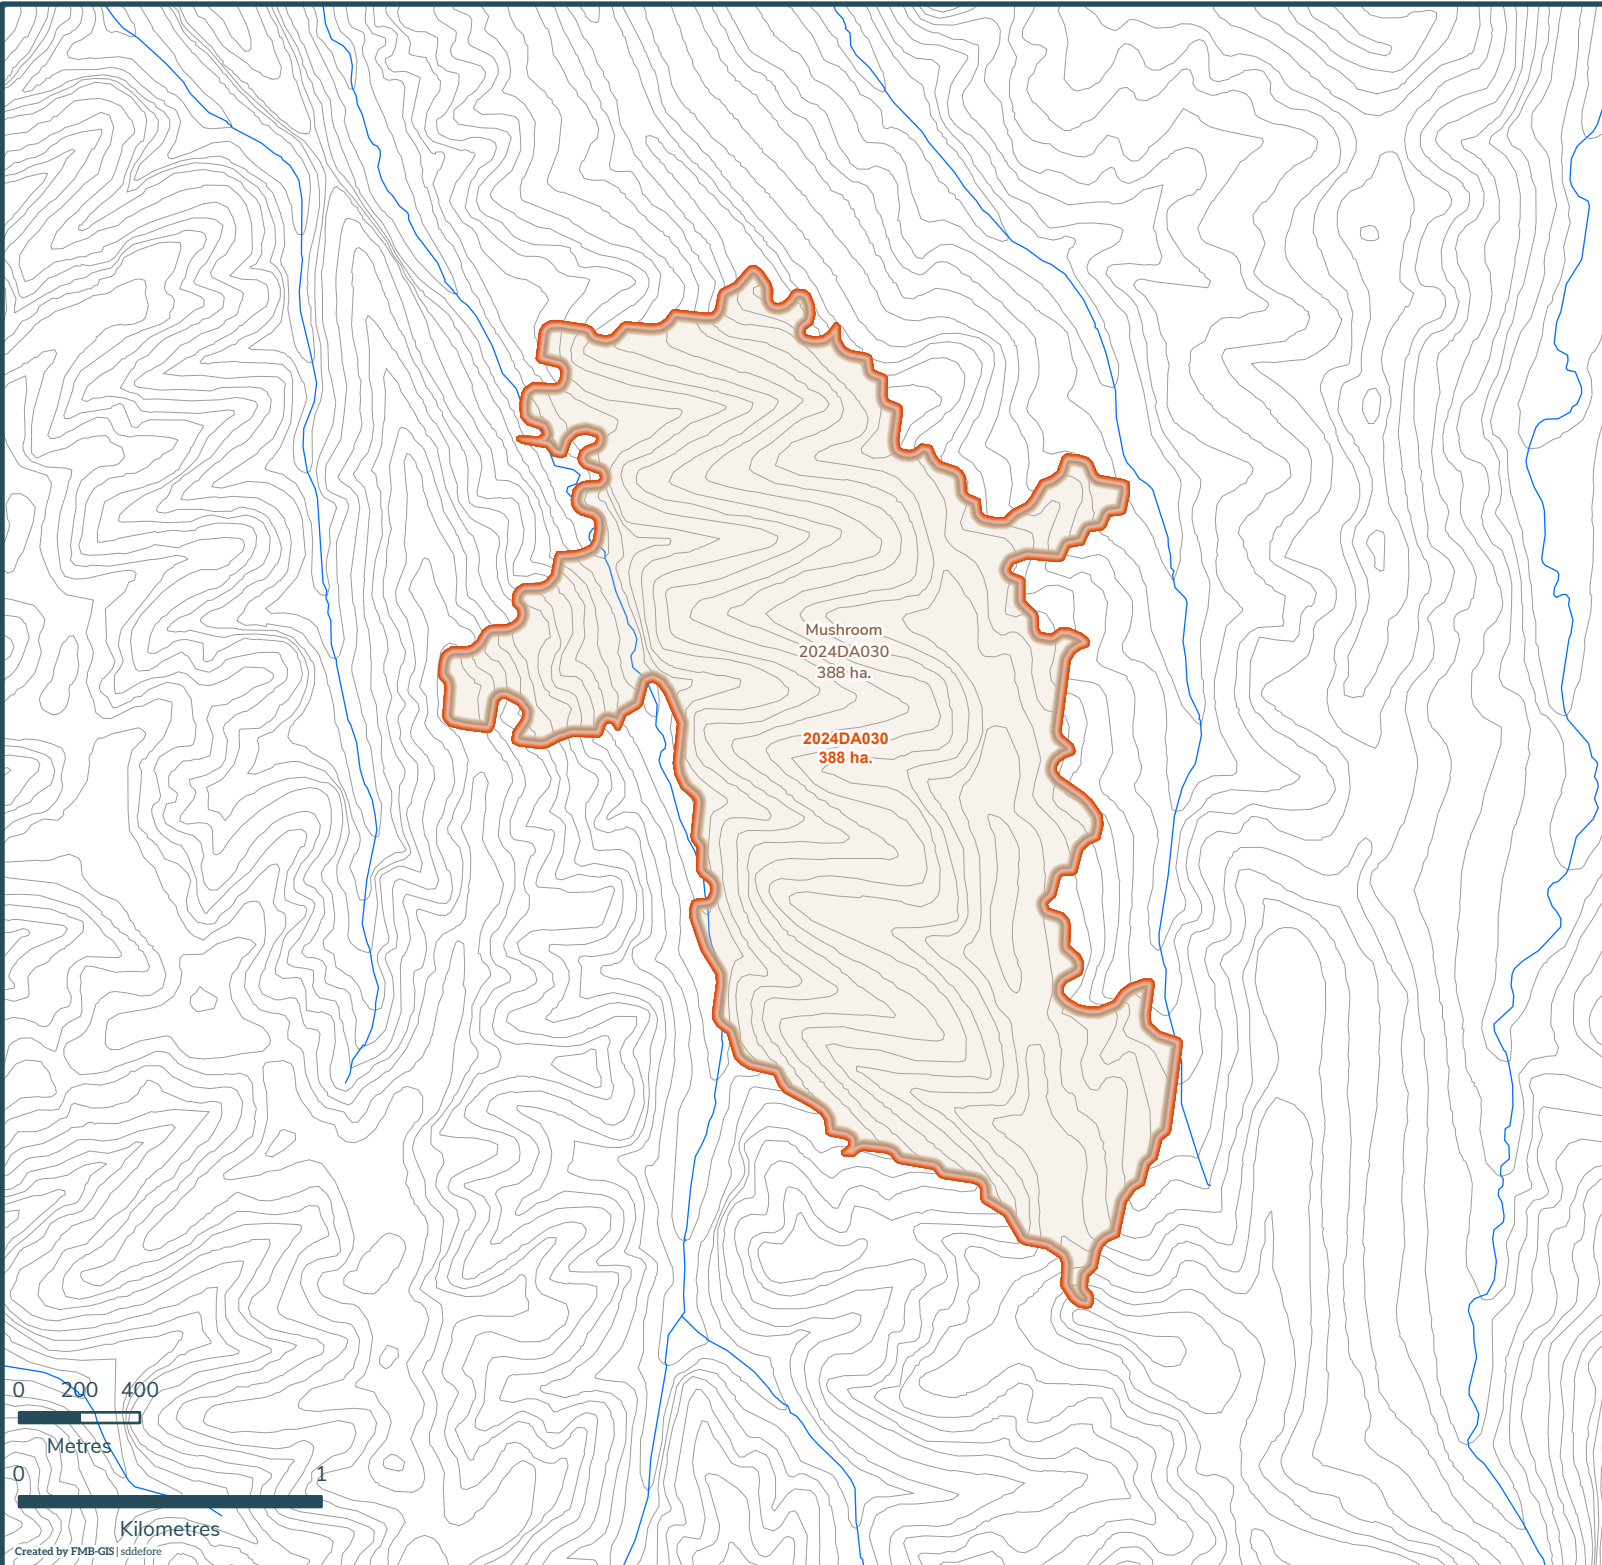 Mushroom
2024DA030
388 ha.
2024DA030
388 ha.
0 200 400
Metres
0 1
Kilometres
Created by FMB-GIS | sddefore